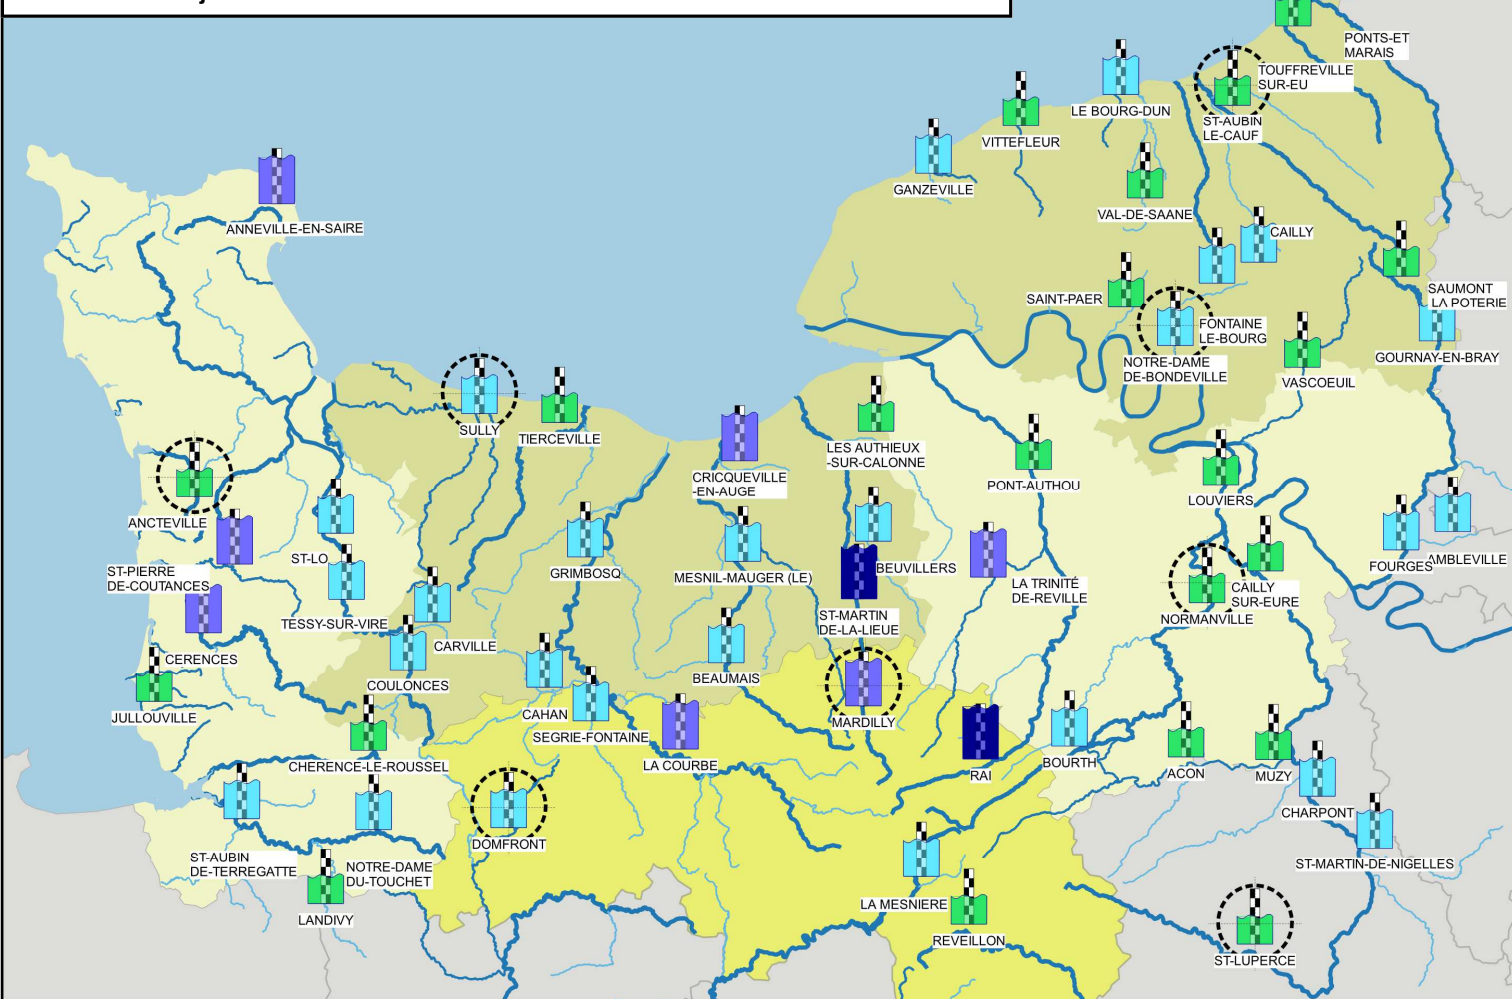 PONTS-ET
MARAIS
TOUFFREVILLE
SUR-EU
LE BOURG-DUN
ST-AUBIN
LE-CAUF
VITTEFLEUR
GANZEVILLE
VAL-DE-SAANE
ANNEVILLE-EN-SAIRE
CAILLY
SAUMONT
LA POTERIE
SAINT-PAER
FONTAINE
LE-BOURG
GOURNAY-EN-BRAY
NOTRE-DAME
DE-BONDEVILLE
VASCOEUIL
SULLY
TIERCEVILLE
LES AUTHIEUX
-SUR-CALONNE
CRICQUEVILLE
-EN-AUGE
PONT-AUTHOU
LOUVIERS
ANCTEVILLE
ST-LO
AMBLEVILLE
FOURGES
ST-PIERRE
DE-COUTANCES
GRIMBOSQ
MESNIL-MAUGER (LE)
BEUVILLERS
LA TRINITÉ
DE-REVILLE
CAILLY
SUR-EURE
NORMANVILLE
TESSY-SUR-VIRE
ST-MARTIN
DE-LA-LIEUE
CARVILLE
CERENCES
COULONCES
BEAUMAIS
JULLOUVILLE
CAHAN
MARDILLY
SEGRIE-FONTAINE
CHERENCE-LE-ROUSSEL
LA COURBE
RAI
BOURTH
ACON
MUZY
CHARPONT
DOMFRONT
ST-AUBIN
DE-TERREGATTE
NOTRE-DAME
DU-TOUCHET
ST-MARTIN-DE-NIGELLES
LANDIVY
LA MESNIERE
REVEILLON
ST-LUPERCE